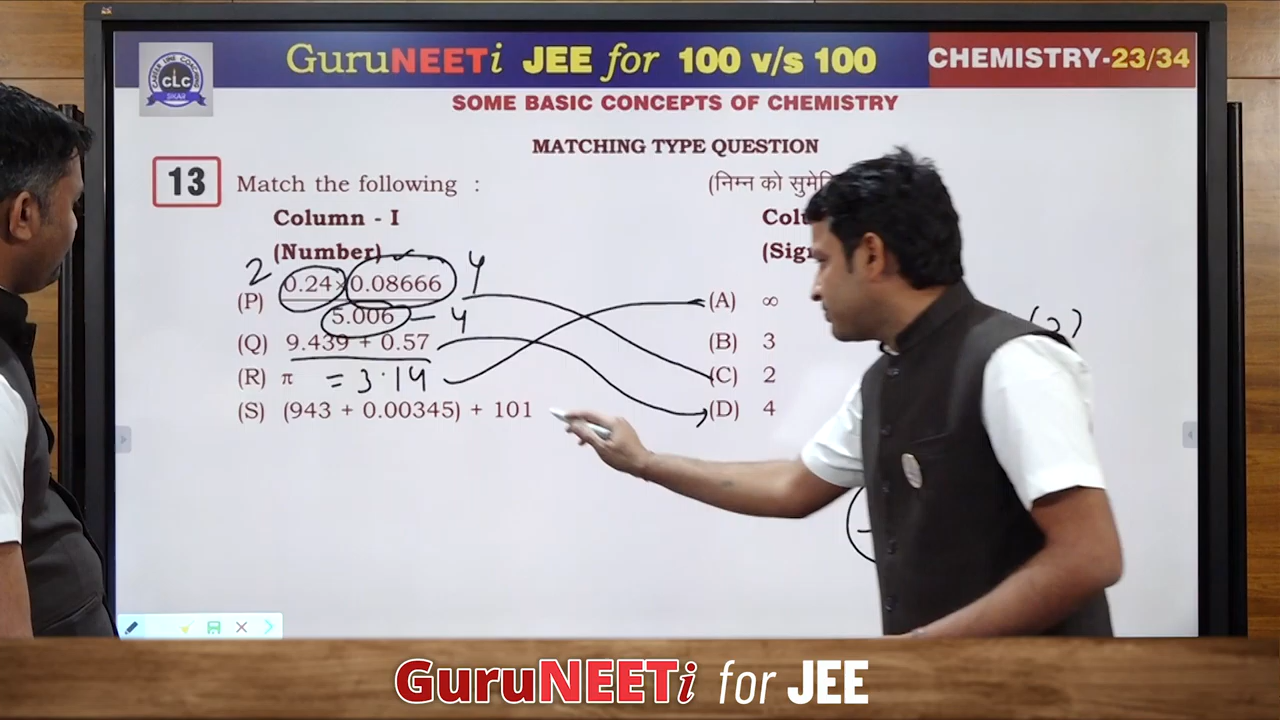 GuruNEETi JEE for 100 v/s 100
CHEMISTRY-23/34
CLC
SIKAR
SOME BASIC CONCEPTS OF CHEMISTRY
MATCHING TYPE QUESTION
13 Match the following :
(निम्न को
Column - I
(Number)
2 0.24×0.08666 4
(P)
5.006 – 4
(Q) 9.439 + 0.57
(R) π = 3.14
(S) (943 + 0.00345) + 101
(A) ∞
(B) 3
(C) 2
(D) 4
GuruNEETi for JEE